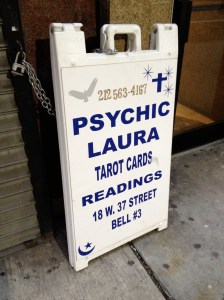 212 563-4167
PSYCHIC
LAURA
TAROT CARDS
READINGS
18 W. 37 STREET
BELL #3